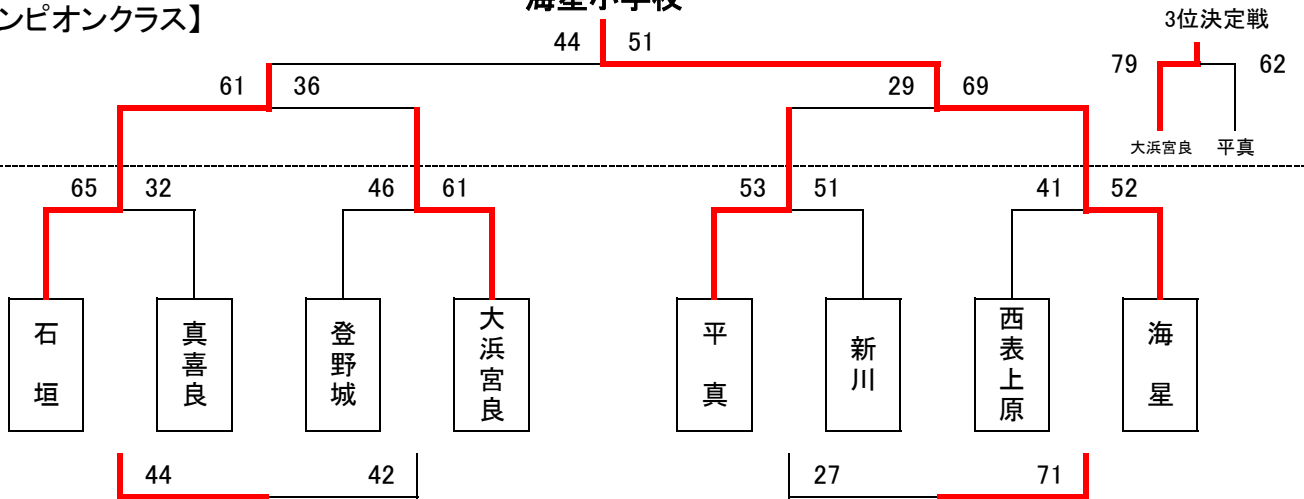 ンピオンクラス】
海星小学校
3位決定戦
44 51
79 62
61 36
29 69
大浜宮良 平真
65 32
46 61
53 51
41 52
石垣
真喜良
登野城
大浜宮良
平真
新川
西表上原
海星
44 42
27 71